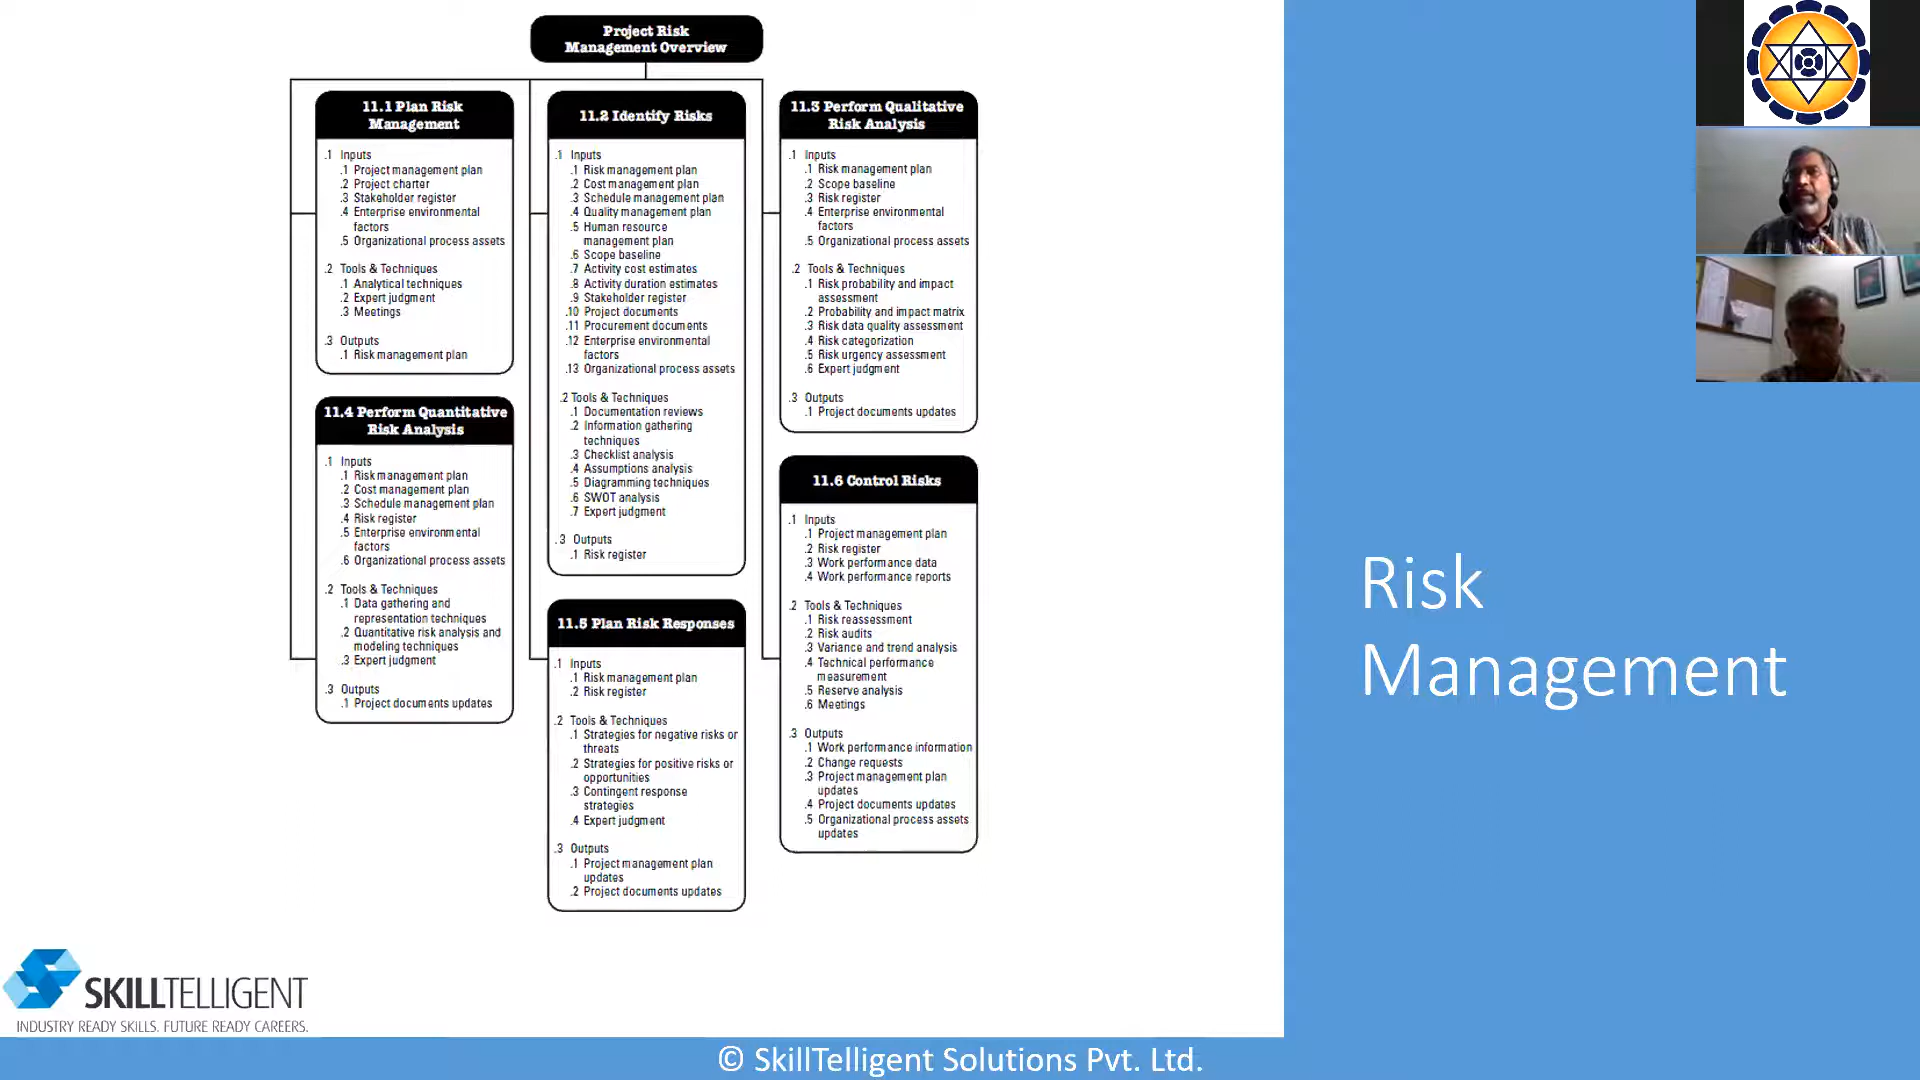 Project Risk
Management Overview
11.1 Plan Risk
Management
.1 Inputs
.1 Project management plan
.2 Project charter
.3 Stakeholder register
.4 Enterprise environmental
factors
.5 Organizational process assets
.2 Tools & Techniques
.1 Analytical techniques
.2 Expert judgment
.3 Meetings
.3 Outputs
.1 Risk management plan
11.2 Identify Risks
.1 Inputs
.1 Risk management plan
.2 Cost management plan
.3 Schedule management plan
.4 Quality management plan
.5 Human resource
management plan
.6 Scope baseline
.7 Activity cost estimates
.8 Activity duration estimates
.9 Stakeholder register
.10 Project documents
.11 Procurement documents
.12 Enterprise environmental
factors
.13 Organizational process assets
.2 Tools & Techniques
.1 Documentation reviews
.2 Information gathering
techniques
.3 Checklist analysis
.4 Assumptions analysis
.5 Diagramming techniques
.6 SWOT analysis
.7 Expert judgment
.3 Outputs
.1 Risk register
11.3 Perform Qualitative
Risk Analysis
.1 Inputs
.1 Risk management plan
.2 Scope baseline
.3 Risk register
.4 Enterprise environmental
factors
.5 Organizational process assets
.2 Tools & Techniques
.1 Risk probability and impact
assessment
.2 Probability and impact matrix
.3 Risk data quality assessment
.4 Risk categorization
.5 Risk urgency assessment
.6 Expert judgment
.3 Outputs
.1 Project documents updates
11.4 Perform Quantitative
Risk Analysis
.1 Inputs
.1 Risk management plan
.2 Cost management plan
.3 Schedule management plan
.4 Risk register
.5 Enterprise environmental
factors
.6 Organizational process assets
.2 Tools & Techniques
.1 Data gathering and
representation techniques
.2 Quantitative risk analysis and
modeling techniques
.3 Expert judgment
.3 Outputs
.1 Project documents updates
11.5 Plan Risk Responses
.1 Inputs
.1 Risk management plan
.2 Risk register
.2 Tools & Techniques
.1 Strategies for negative risks or
threats
.2 Strategies for positive risks or
opportunities
.3 Contingent response
strategies
.4 Expert judgment
.3 Outputs
.1 Project management plan
updates
.2 Project documents updates
11.6 Control Risks
.1 Inputs
.1 Project management plan
.2 Risk register
.3 Work performance data
.4 Work performance reports
.2 Tools & Techniques
.1 Risk reassessment
.2 Risk audits
.3 Variance and trend analysis
.4 Technical performance
measurement
.5 Reserve analysis
.6 Meetings
.3 Outputs
.1 Work performance information
.2 Change requests
.3 Project management plan
updates
.4 Project documents updates
.5 Organizational process assets
updates
Risk
Management
SKILLTELLIGENT
INDUSTRY READY SKILLS. FUTURE READY CAREERS.
© SkillTelligent Solutions Pvt. Ltd.